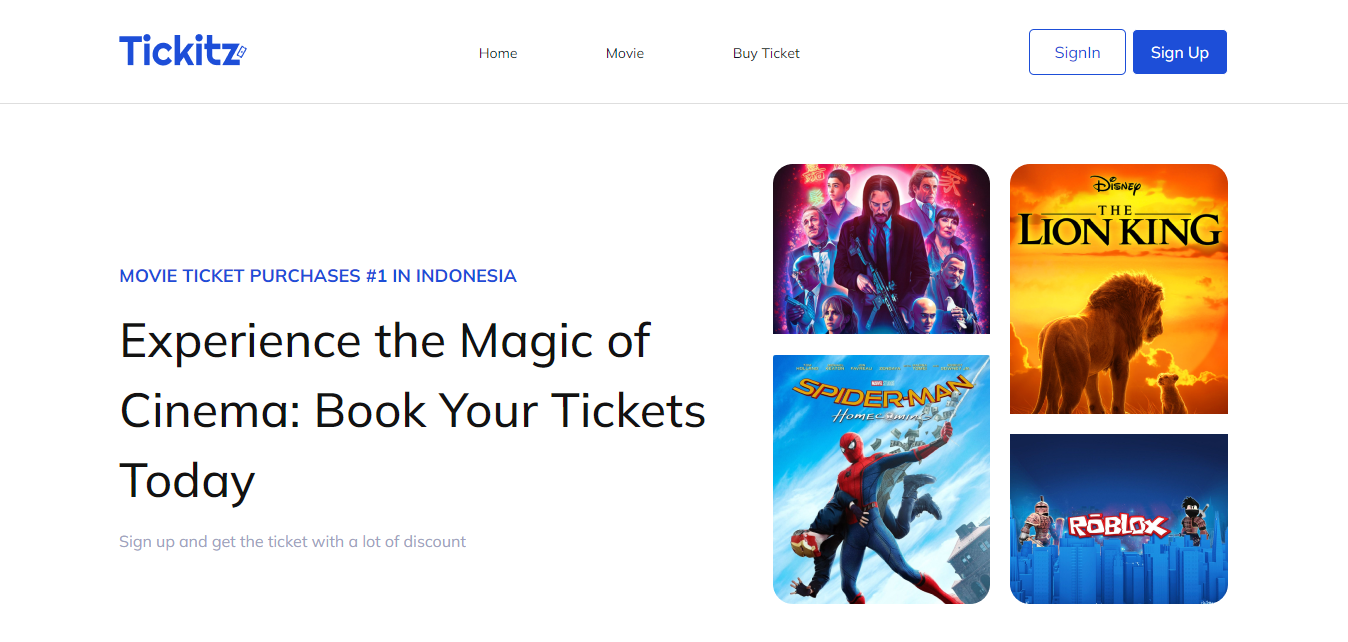 Tickitz
Home
Movie
Buy Ticket
SignIn
Sign Up
MOVIE TICKET PURCHASES #1 IN INDONESIA
Experience the Magic of
Cinema: Book Your Tickets
Today
Sign up and get the ticket with a lot of discount
DISNEY
THE
LION KING
SPIDER-MAN
HOMECOMING
ROBLOX